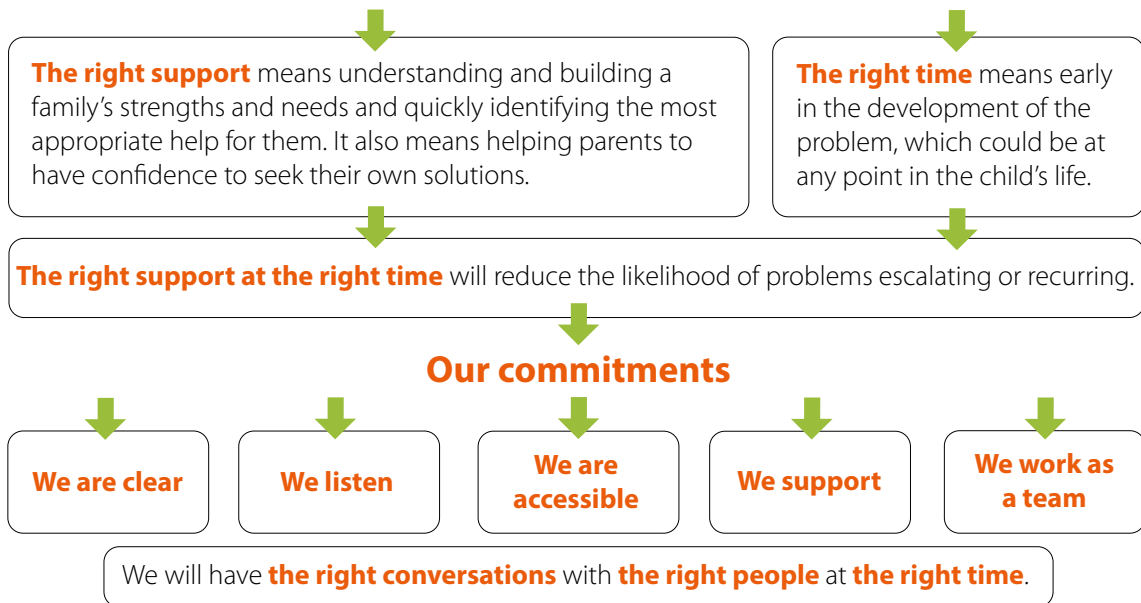 The right support means understanding and building a
family’s strengths and needs and quickly identifying the most
appropriate help for them. It also means helping parents to
have confidence to seek their own solutions.
The right time means early
in the development of the
problem, which could be at
any point in the child’s life.
The right support at the right time will reduce the likelihood of problems escalating or recurring.
Our commitments
We are clear
We listen
We are
accessible
We support
We work as
a team
We will have the right conversations with the right people at the right time.